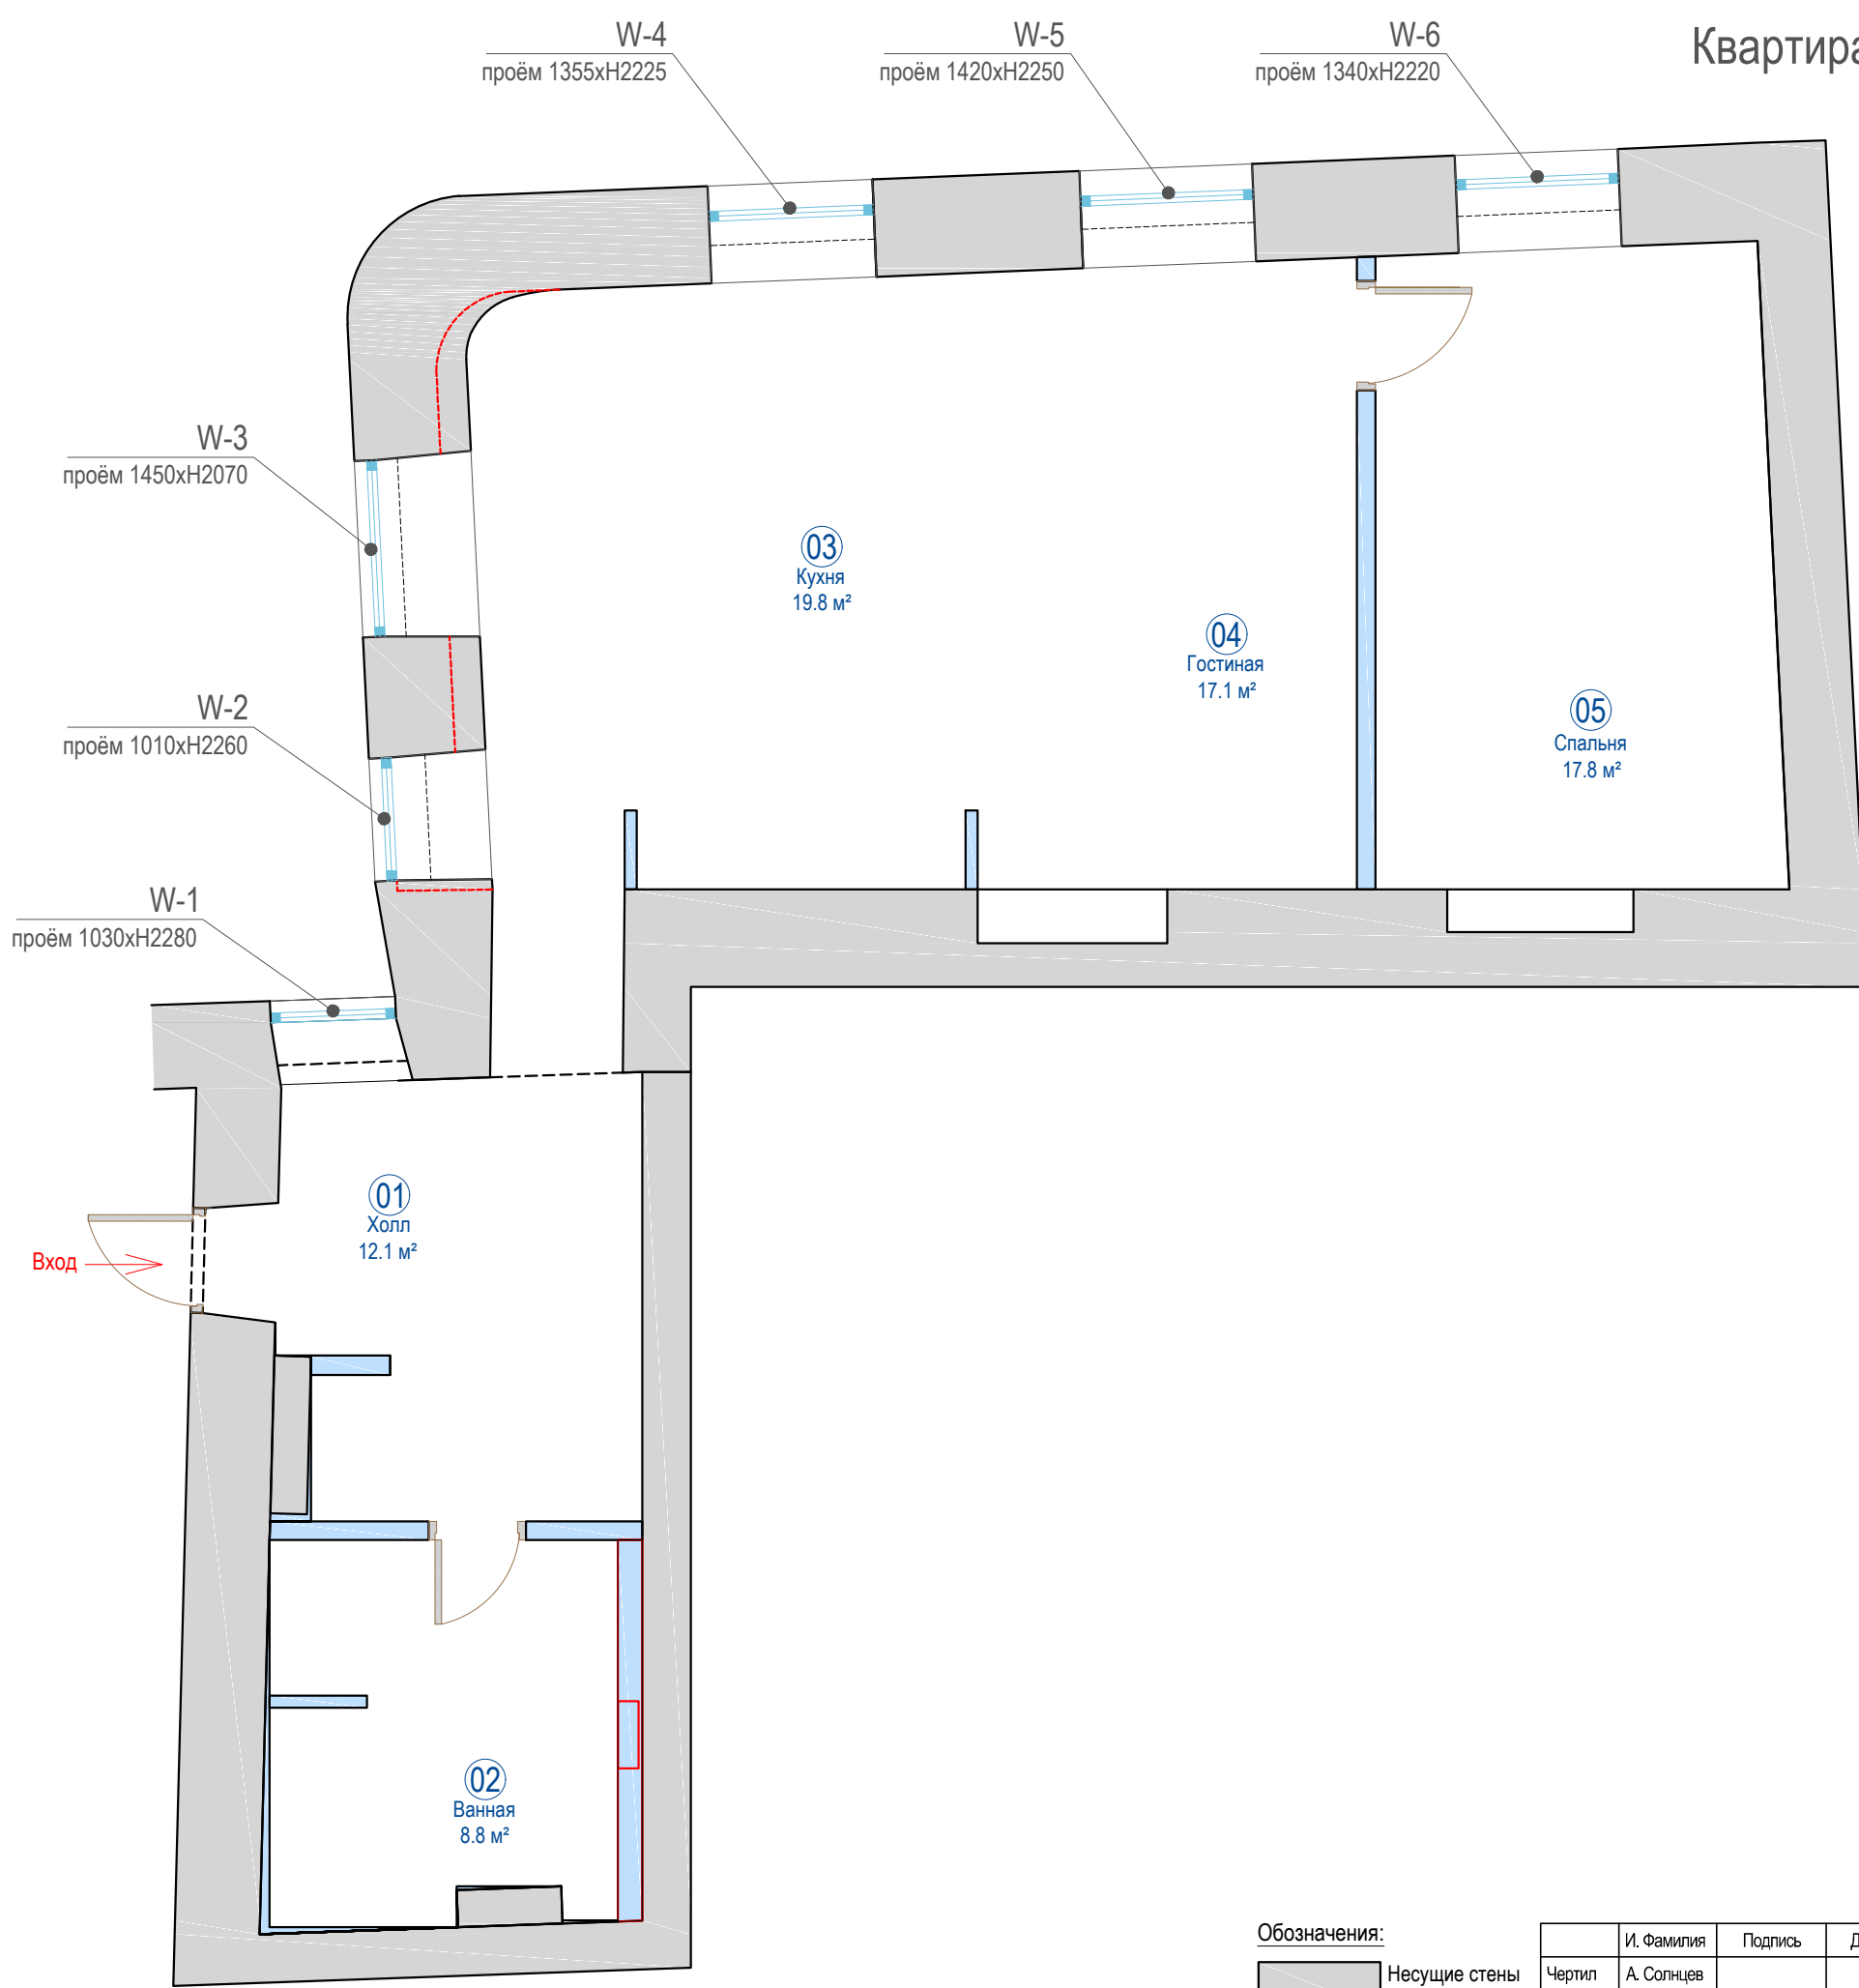 W-4
проём 1355xH2225
W-5
проём 1420xH2250
W-6
проём 1340xH2220
Квартира
W-3
проём 1450xH2070
03
Кухня
19.8 м²
04
Гостиная
17.1 м²
05
Спальня
17.8 м²
W-2
проём 1010xH2260
W-1
проём 1030xH2280
01
Холл
12.1 м²
Вход
02
Ванная
8.8 м²
Обозначения:
Несущие стены
И. Фамилия Подпись
Чертил А. Солнцев